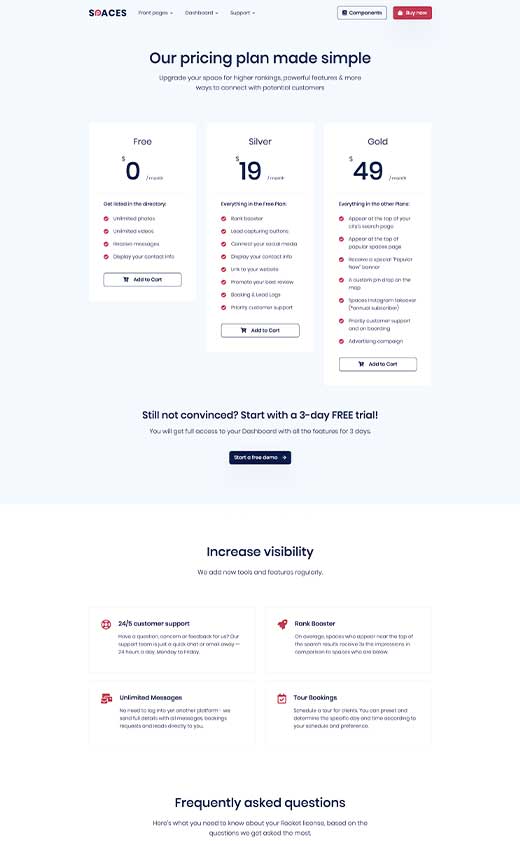 SPACES
Front pages
Dashboard
Support
Components
Buy now
Our pricing plan made simple
Upgrade your space for higher rankings, powerful features & more
ways to connect with potential customers
Free
$ 0 / month
Get listed in the directory:
Unlimited photos
Unlimited videos
Receive messages
Display your contact info
Add to Cart
Silver
$ 19 / month
Everything in the Free Plan:
Rank booster
Lead capturing buttons
Connect your social media
Display your contact info
Link to your website
Promote your best review
Booking & Lead Logs
Priority customer support
Add to Cart
Gold
$ 49 / month
Everything in the other Plans:
Appear at the top of your
city's search page
Appear at the top of
popular spaces page
Receive a special "Popular
Now" banner
A custom pin drop on the
map
Spaces Instagram takeover
(*annual subscribers)
Priority customer support
and on boarding
Advertising campaign
Add to Cart
Still not convinced? Start with a 3-day FREE trial!
You will get full access to your Dashboard with all the features for 3 days.
Start a free demo
Increase visibility
We add new tools and features regularly.
24/5 customer support
Have a question, concern or feedback for us? Our
support team is just a quick chat or email away —
24 hours a day, Monday to Friday.
Rank Booster
On average, spaces who appear near the top of
the search results receive 3x the impressions in
comparison to spaces who are below.
Unlimited Messages
No need to log into yet another platform - we
send full details with all messages, bookings
requests and leads directly to you.
Tour Bookings
Schedule a tour for clients. You can preset and
determine the specific day and time according to
your schedule and preference.
Frequently asked questions
Here's what you need to know about your Rocket license, based on the
questions we get asked the most.